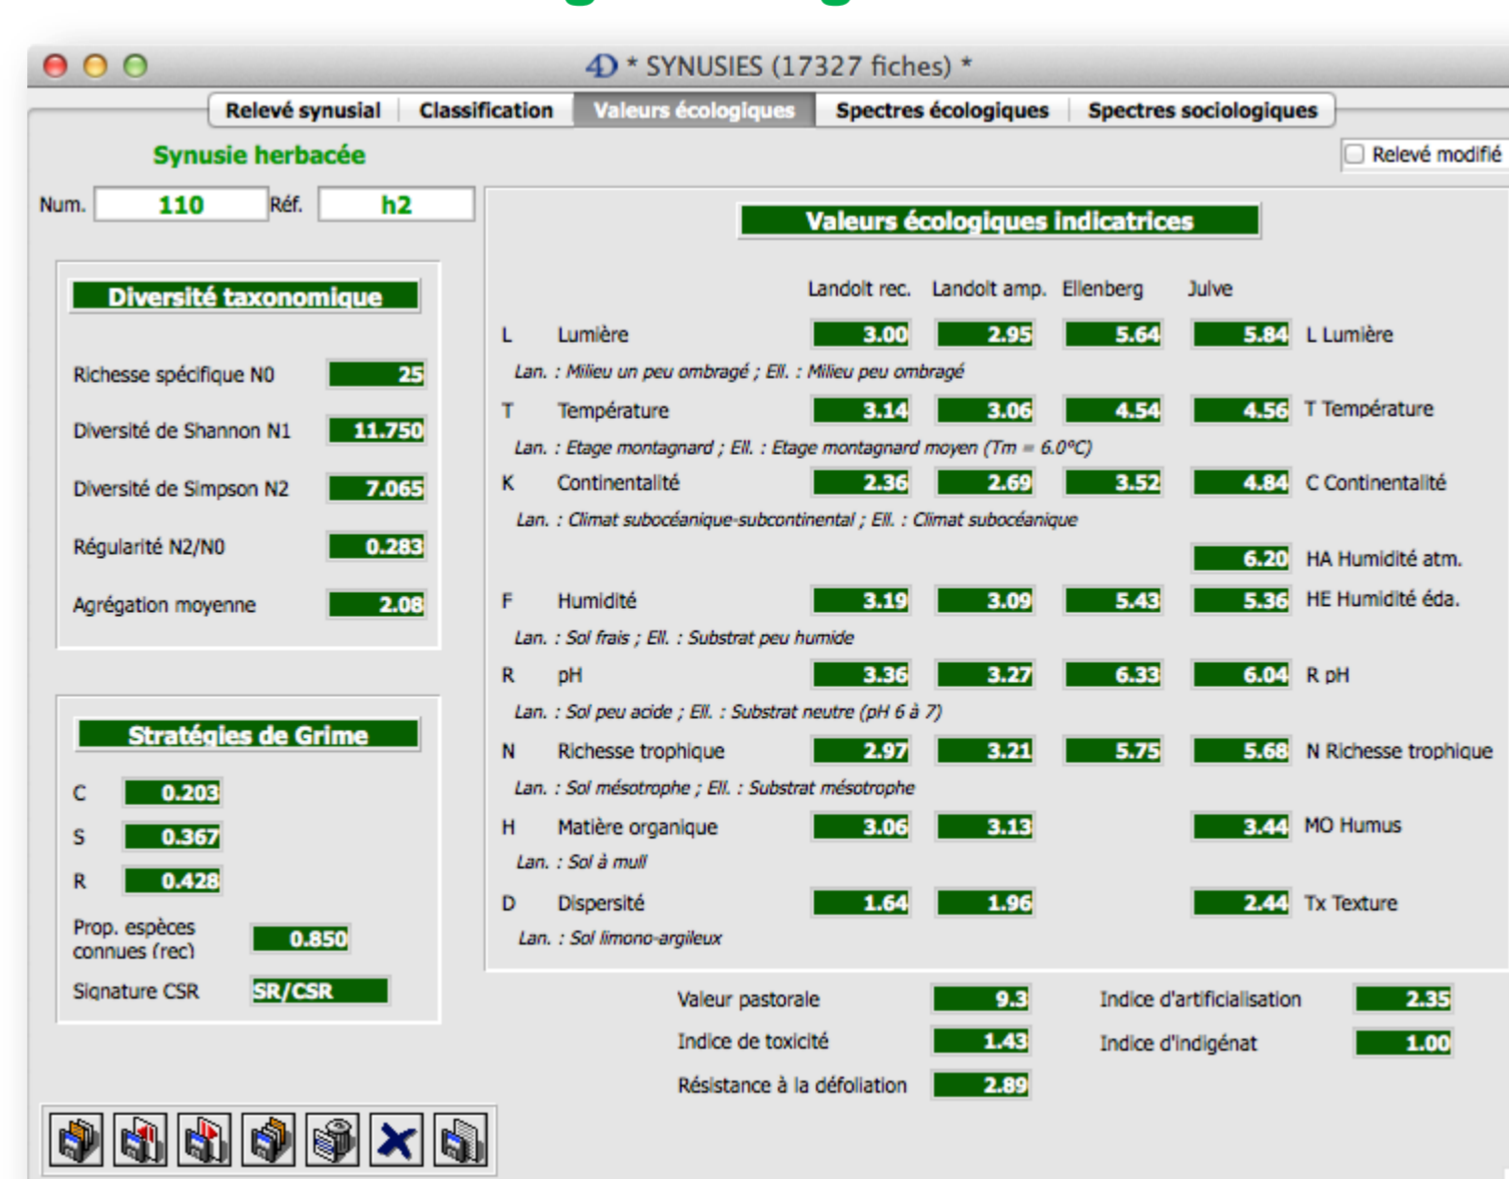 * SYNUSIES (17327 fiches) *
Relevé synusial Classification Valeurs écologiques Spectres écologiques Spectres sociologiques
Synusie herbacée
Relevé modifié
Num. 110 Réf. h2
Diversité taxonomique
Richesse spécifique N0 25
Diversité de Shannon N1 11.750
Diversité de Simpson N2 7.065
Régularité N2/N0 0.283
Agrégation moyenne 2.08
Stratégies de Grime
C 0.203
S 0.367
R 0.428
Prop. espèces
connues (rec) 0.850
Signature CSR SR/CSR
Valeurs écologiques indicatrices
Landolt rec. Landolt amp. Ellenberg Julve
L Lumière 3.00 2.95 5.64 5.84 L Lumière
Lan. : Milieu un peu ombragé ; Ell. : Milieu peu ombragé
T Température 3.14 3.06 4.54 4.56 T Température
Lan. : Etage montagnard ; Ell. : Etage montagnard moyen (Tm = 6.0°C)
K Continentalité 2.36 2.69 3.52 4.84 C Continentalité
Lan. : Climat subocéanique-subcontinental ; Ell. : Climat subocéanique
6.20 HA Humidité atm.
F Humidité 3.19 3.09 5.43 5.36 HE Humidité éda.
Lan. : Sol frais ; Ell. : Substrat peu humide
R pH 3.36 3.27 6.33 6.04 R pH
Lan. : Sol peu acide ; Ell. : Substrat neutre (pH 6 à 7)
N Richesse trophique 2.97 3.21 5.75 5.68 N Richesse trophique
Lan. : Sol mésotrophe ; Ell. : Substrat mésotrophe
H Matière organique 3.06 3.13 3.44 MO Humus
Lan. : Sol à mull
D Dispersité 1.64 1.96 2.44 Tx Texture
Lan. : Sol limono-argileux
Valeur pastorale 9.3 Indice d'artificialisation 2.35
Indice de toxicité 1.43 Indice d'indigénat 1.00
Résistance à la défoliation 2.89